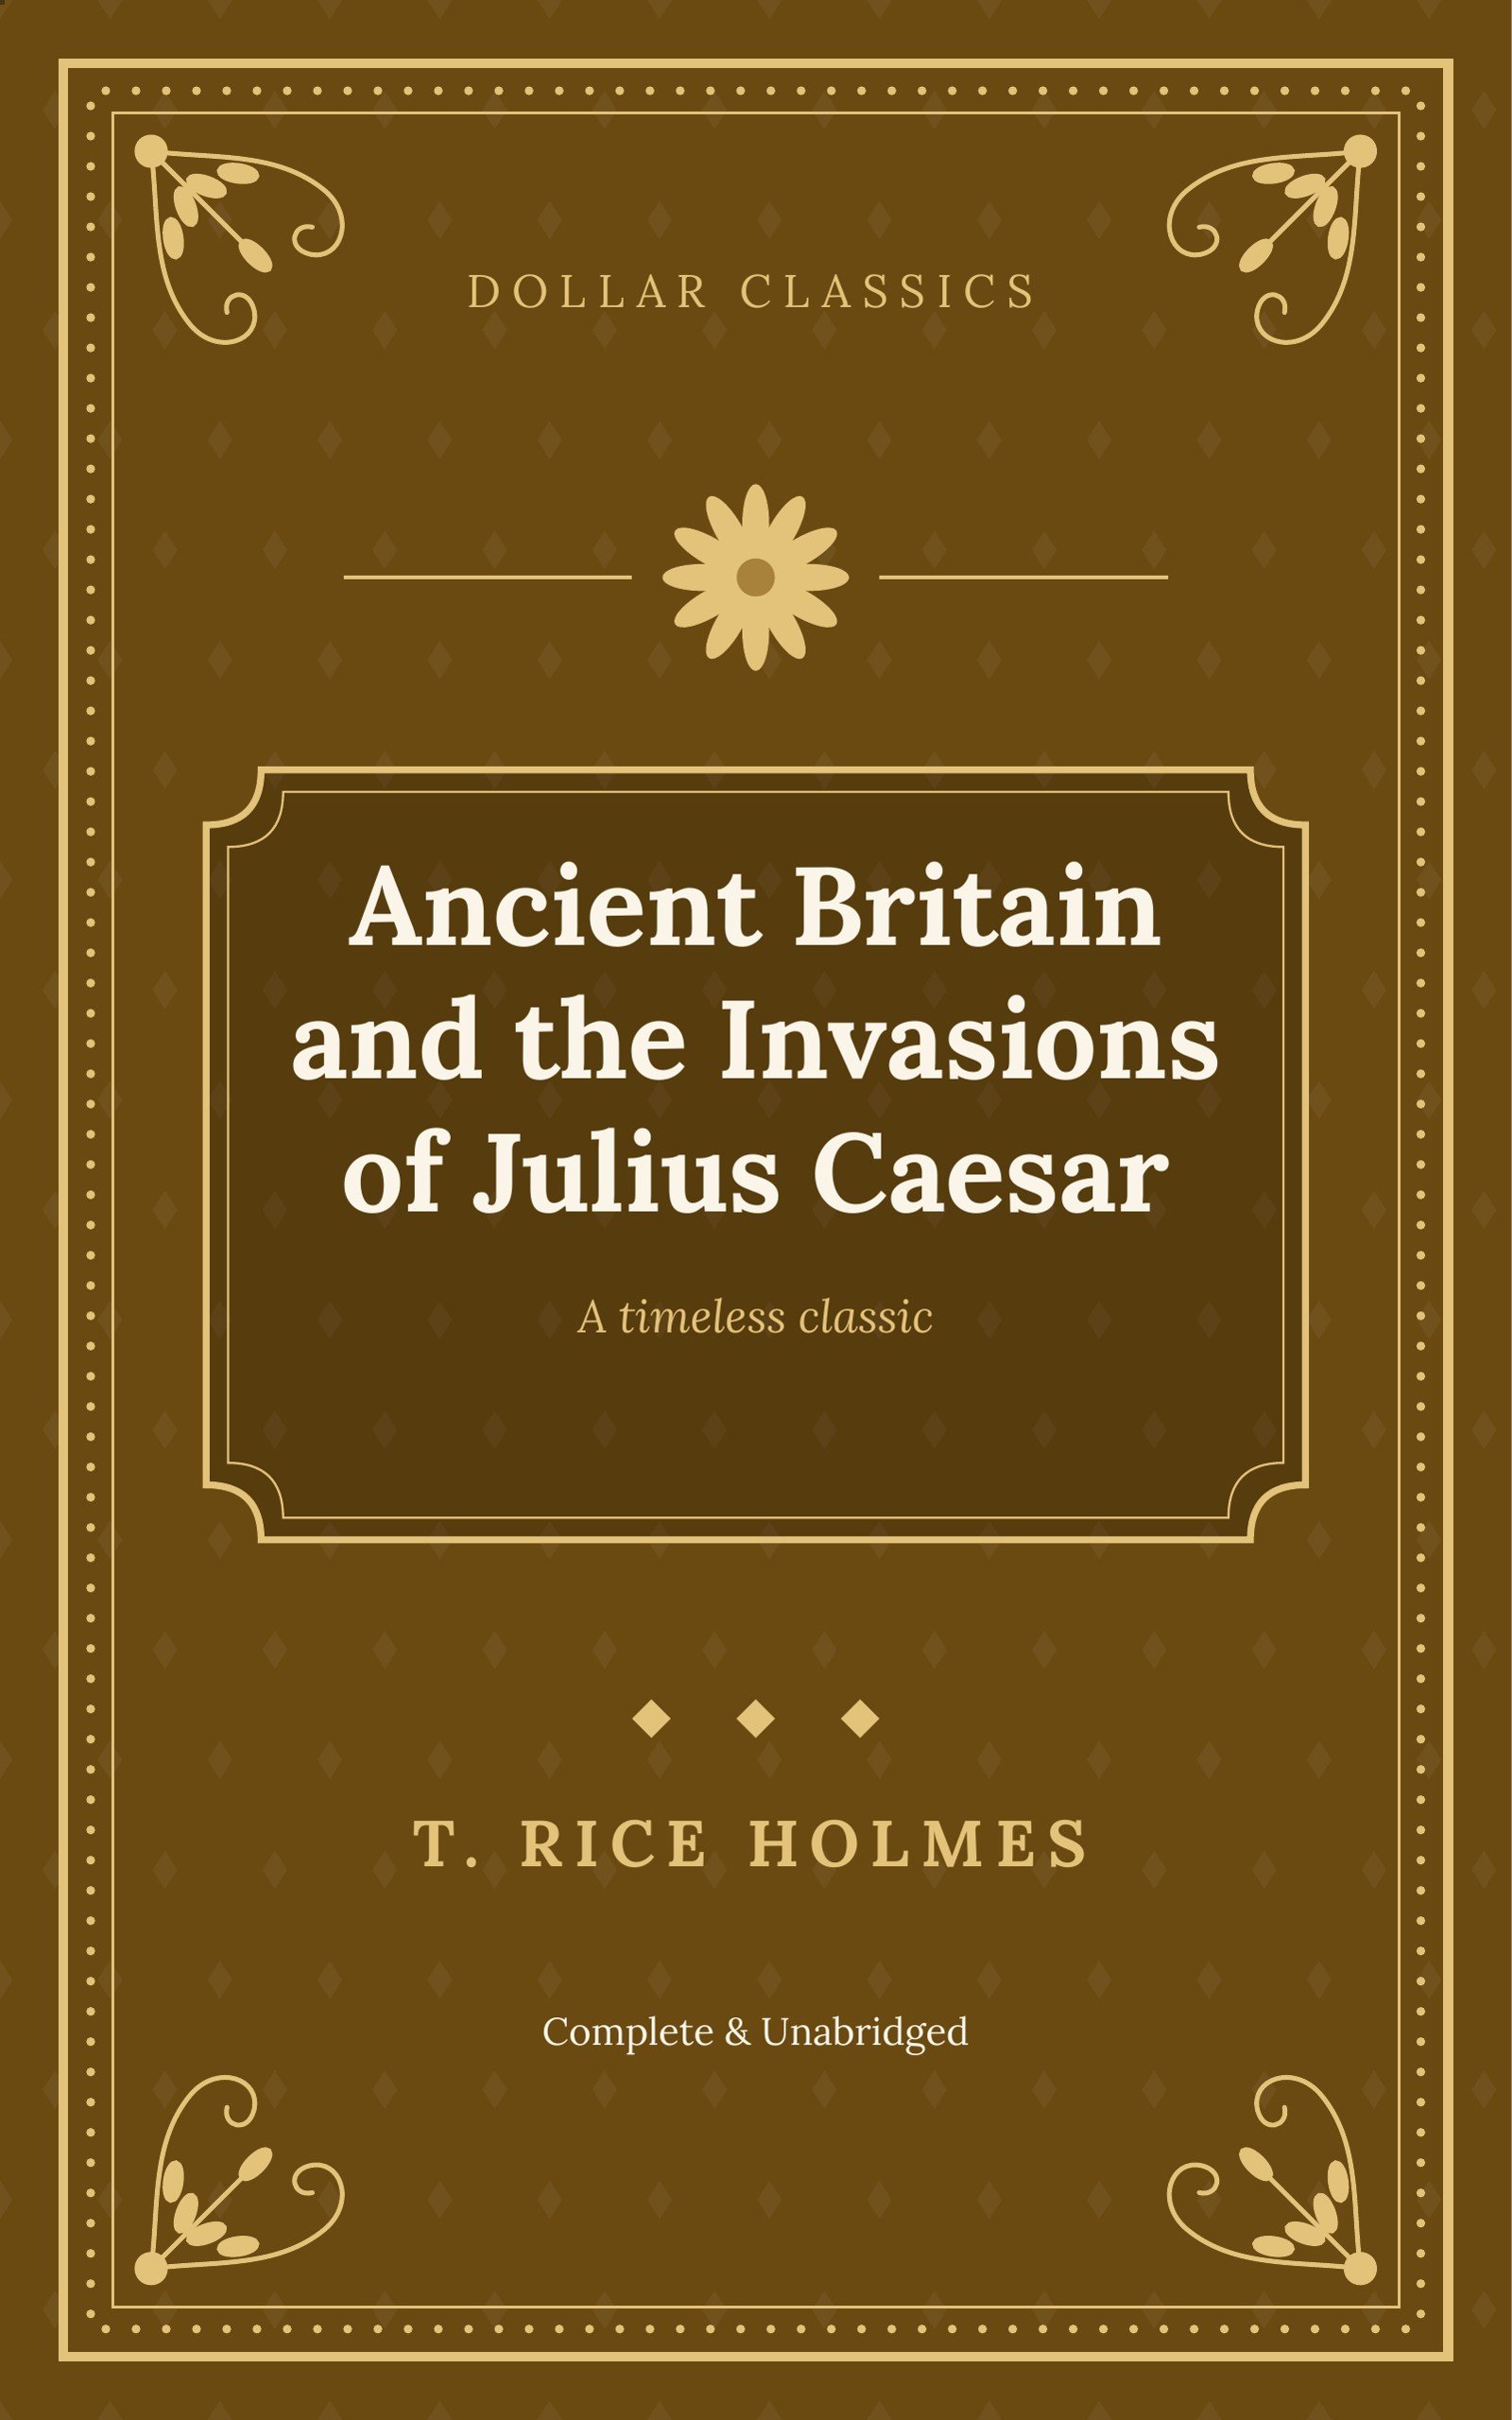 DOLLAR CLASSICS
Ancient Britain
and the Invasions
of Julius Caesar
A timeless classic
T. RICE HOLMES
Complete & Unabridged